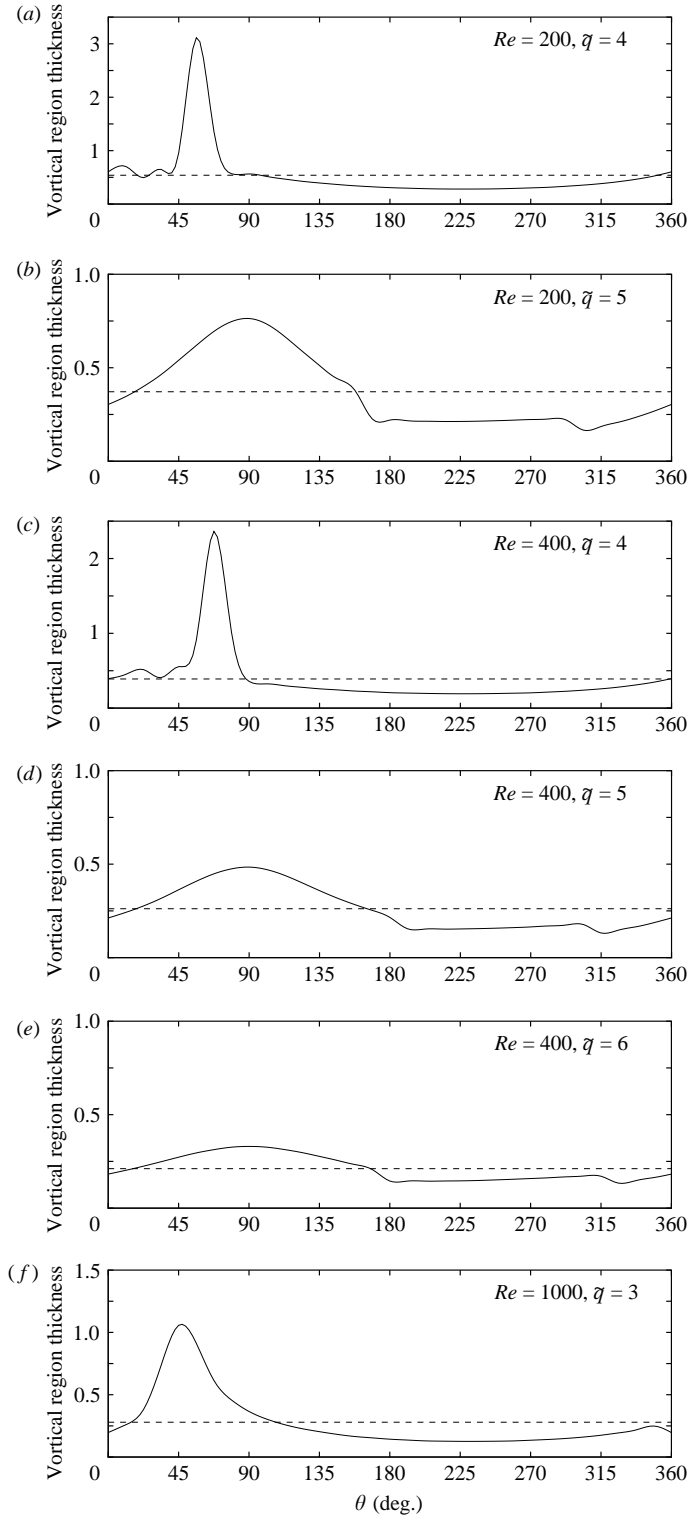 (a)
Vortical region thickness
3
2
1
0
Re = 200, q̃ = 4
45 90 135 180 225 270 315 360
(b)
Vortical region thickness
1.0
0.5
0
Re = 200, q̃ = 5
45 90 135 180 225 270 315 360
(c)
Vortical region thickness
2
1
0
Re = 400, q̃ = 4
45 90 135 180 225 270 315 360
(d)
Vortical region thickness
1.0
0.5
0
Re = 400, q̃ = 5
45 90 135 180 225 270 315 360
(e)
Vortical region thickness
1.0
0.5
0
Re = 400, q̃ = 6
45 90 135 180 225 270 315 360
(f)
Vortical region thickness
1.5
1.0
0.5
0
Re = 1000, q̃ = 3
45 90 135 180 225 270 315 360
θ (deg.)